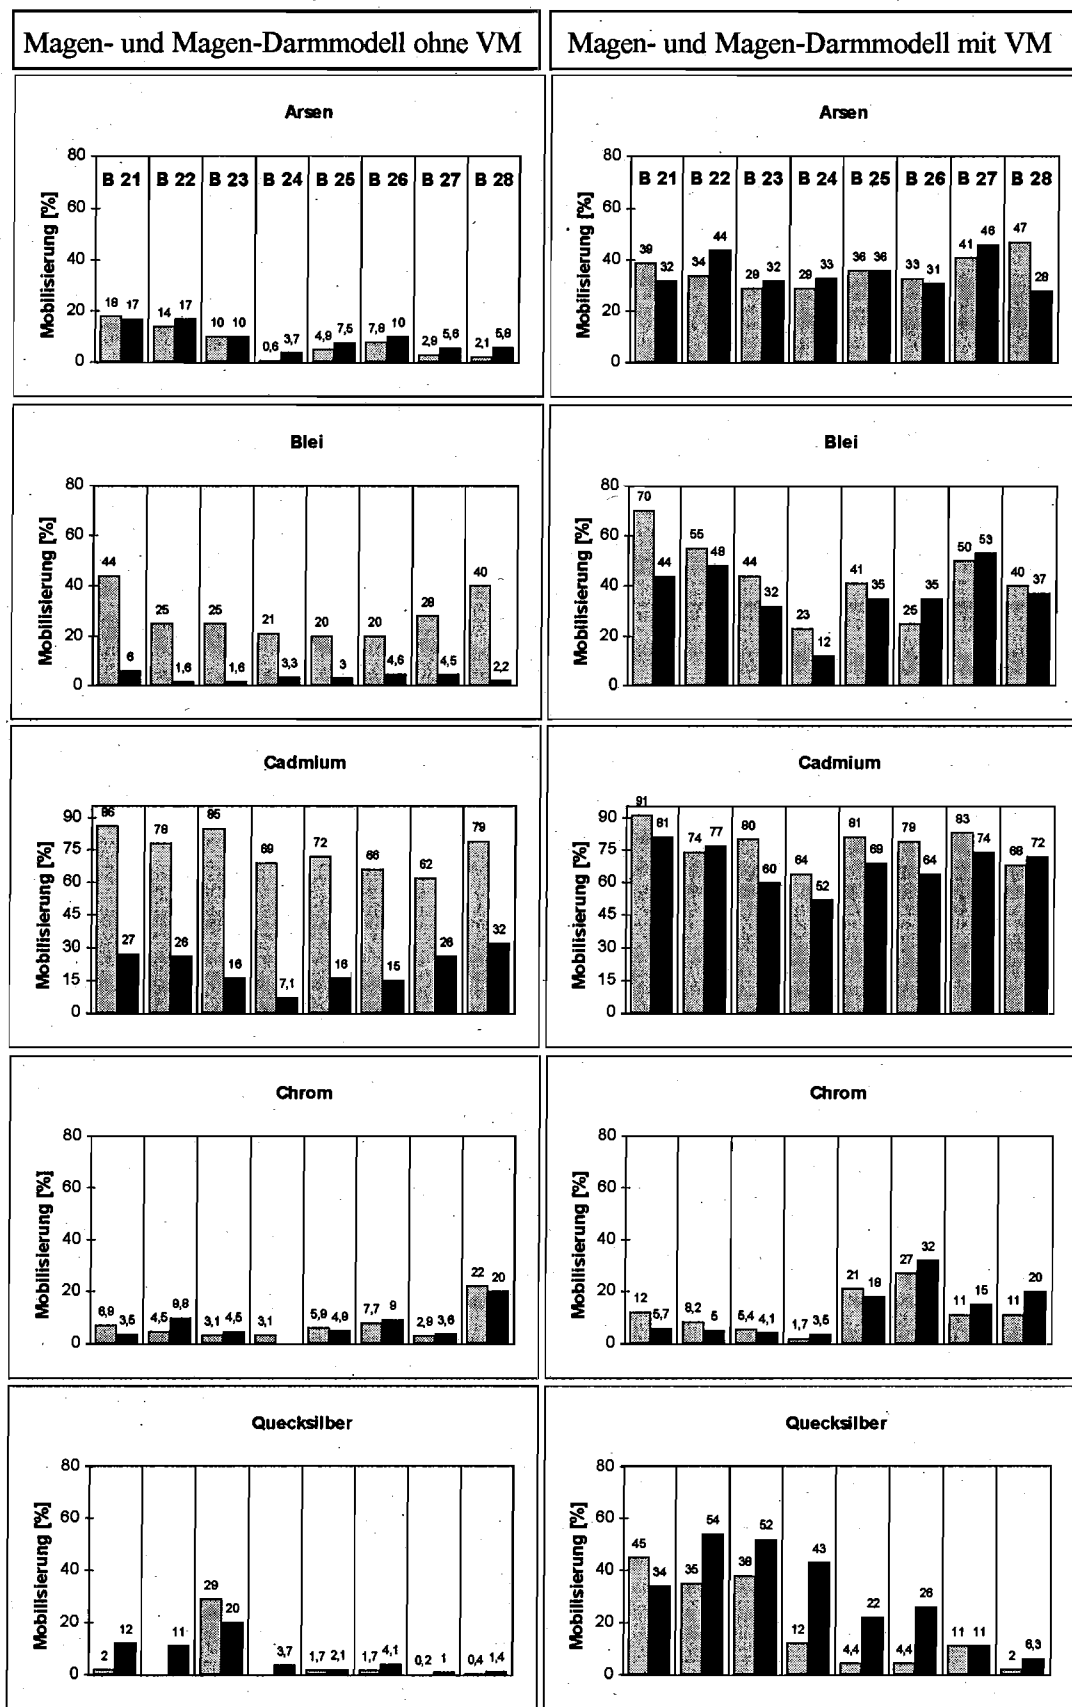 Magen- und Magen-Darmmodell ohne VM
Magen- und Magen-Darmmodell mit VM
Arsen
Mobilisierung [%]
80
60
40
20
0
B 21 B 22 B 23 B 24 B 25 B 26 B 27 B 28
18 17 14 17 10 10 0,6 3,7 4,9 7,5 7,8 10 2,9 5,6 2,1 5,8
Arsen
Mobilisierung [%]
80
60
40
20
0
B 21 B 22 B 23 B 24 B 25 B 26 B 27 B 28
39 32 34 44 29 32 29 33 36 36 33 31 41 46 47 28
Blei
Mobilisierung [%]
80
60
40
20
0
44 6 25 1,6 25 1,6 21 3,3 20 3 20 4,6 28 4,5 40 2,2
Blei
Mobilisierung [%]
80
60
40
20
0
70 44 55 48 44 32 23 12 41 35 25 35 50 53 40 37
Cadmium
Mobilisierung [%]
90
75
60
45
30
15
0
86 27 78 26 85 16 69 7,1 72 16 66 15 62 26 79 32
Cadmium
Mobilisierung [%]
90
75
60
45
30
15
0
91 81 74 77 80 60 64 52 81 69 79 64 83 74 68 72
Chrom
Mobilisierung [%]
80
60
40
20
0
6,9 3,5 4,5 9,8 3,1 4,5 3,1 5,9 4,9 7,7 9 2,9 3,6 22 20
Chrom
Mobilisierung [%]
80
60
40
20
0
12 5,7 8,2 5 5,4 4,1 1,7 3,5 21 18 27 32 11 15 11 20
Quecksilber
Mobilisierung [%]
80
60
40
20
0
2 12 11 29 20 3,7 1,7 2,1 1,7 4,1 0,2 1 0,4 1,4
Quecksilber
Mobilisierung [%]
80
60
40
20
0
45 34 35 54 38 52 12 43 4,4 22 4,4 26 11 11 2 6,3